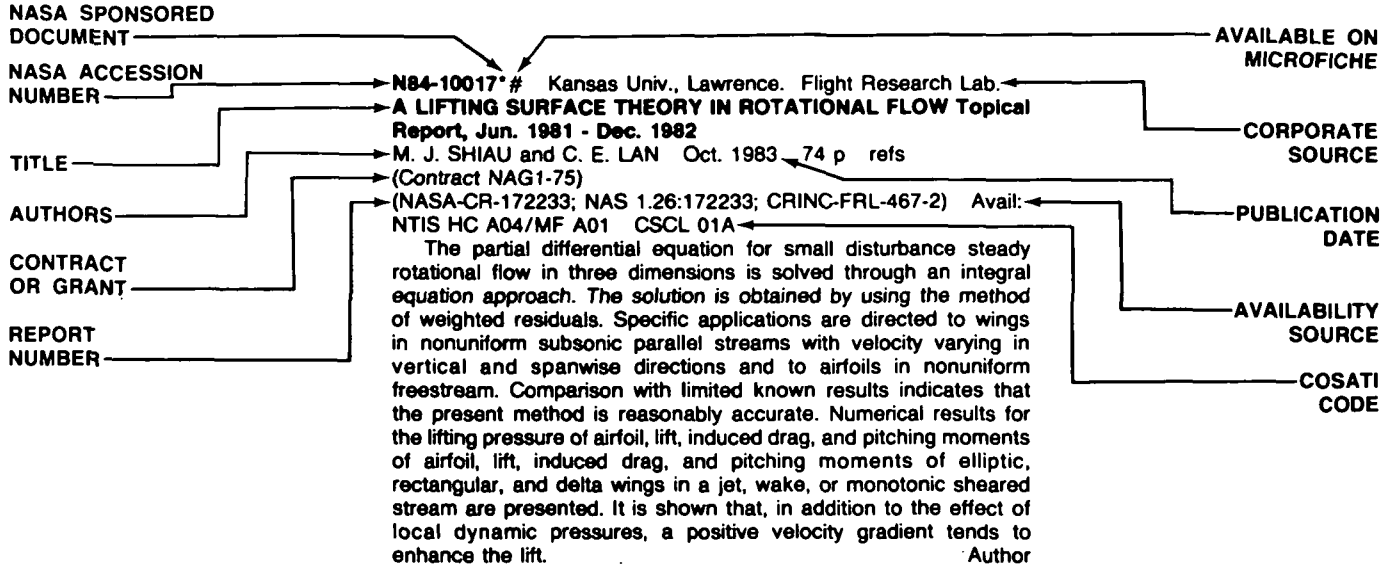 NASA SPONSORED
DOCUMENT
NASA ACCESSION
NUMBER
TITLE
AUTHORS
CONTRACT
OR GRANT
REPORT
NUMBER
N84-10017*# Kansas Univ., Lawrence. Flight Research Lab.
A LIFTING SURFACE THEORY IN ROTATIONAL FLOW Topical
Report, Jun. 1981 - Dec. 1982
M. J. SHIAU and C. E. LAN Oct. 1983 74 p refs
(Contract NAG1-75)
(NASA-CR-172233; NAS 1.26:172233; CRINC-FRL-467-2) Avail:
NTIS HC A04/MF A01 CSCL 01A
The partial differential equation for small disturbance steady
rotational flow in three dimensions is solved through an integral
equation approach. The solution is obtained by using the method
of weighted residuals. Specific applications are directed to wings
in nonuniform subsonic parallel streams with velocity varying in
vertical and spanwise directions and to airfoils in nonuniform
freestream. Comparison with limited known results indicates that
the present method is reasonably accurate. Numerical results for
the lifting pressure of airfoil, lift, induced drag, and pitching moments
of airfoil, lift, induced drag, and pitching moments of elliptic,
rectangular, and delta wings in a jet, wake, or monotonic sheared
stream are presented. It is shown that, in addition to the effect of
local dynamic pressures, a positive velocity gradient tends to
enhance the lift. Author
AVAILABLE ON
MICROFICHE
CORPORATE
SOURCE
PUBLICATION
DATE
AVAILABILITY
SOURCE
COSATI
CODE